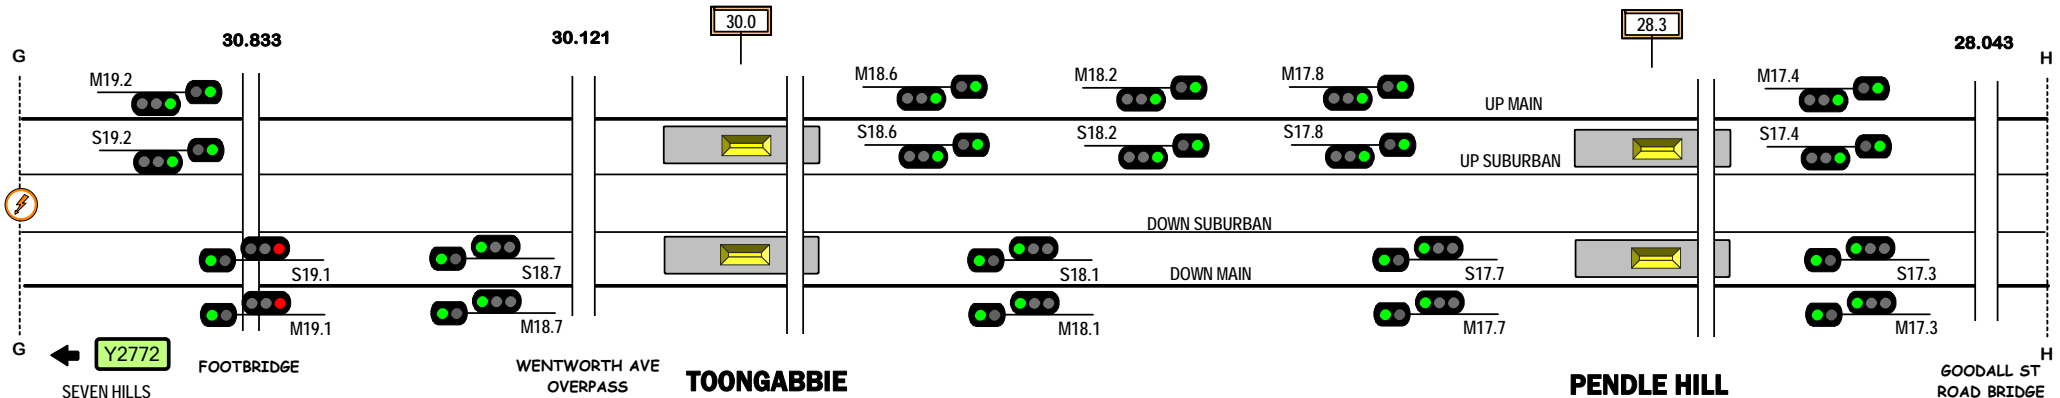 30.0
28.3
30.833
30.121
28.043
G
H
M19.2
M18.6
M18.2
M17.8
M17.4
UP MAIN
S19.2
S18.6
S18.2
S17.8
S17.4
UP SUBURBAN
DOWN SUBURBAN
S19.1
S18.7
S18.1
S17.7
S17.3
DOWN MAIN
M19.1
M18.7
M18.1
M17.7
M17.3
G
H
Y2772
SEVEN HILLS
FOOTBRIDGE
WENTWORTH AVE
OVERPASS
TOONGABBIE
PENDLE HILL
GOODALL ST
ROAD BRIDGE